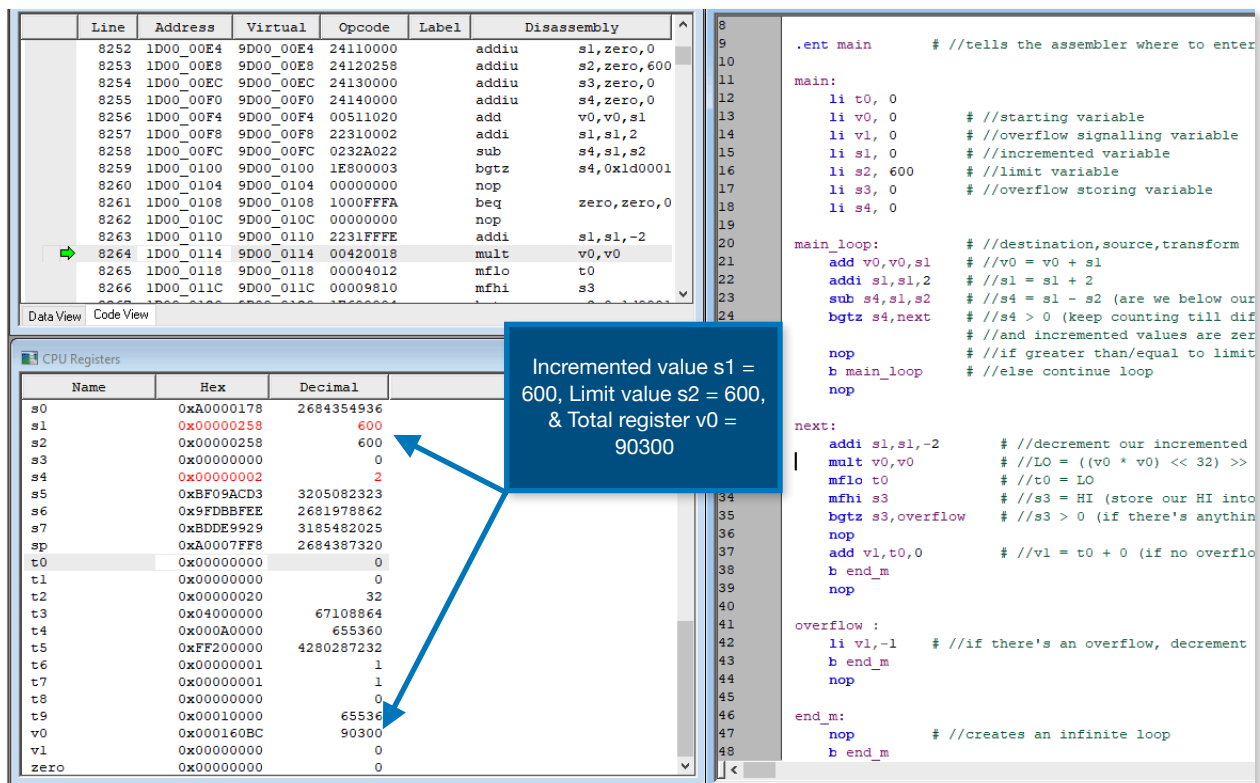 Line Address Virtual Opcode Label Disassembly
8252 1D00_00E4 9D00_00E4 24110000 addiu s1,zero,0
8253 1D00_00E8 9D00_00E8 24120258 addiu s2,zero,600
8254 1D00_00EC 9D00_00EC 24130000 addiu s3,zero,0
8255 1D00_00F0 9D00_00F0 24140000 addiu s4,zero,0
8256 1D00_00F4 9D00_00F4 00511020 add v0,v0,s1
8257 1D00_00F8 9D00_00F8 22310002 addi s1,s1,2
8258 1D00_00FC 9D00_00FC 0232A022 sub s4,s1,s2
8259 1D00_0100 9D00_0100 1E800003 bgtz s4,0x1d0001
8260 1D00_0104 9D00_0104 00000000 nop
8261 1D00_0108 9D00_0108 1000FFFA beq zero,zero,0
8262 1D00_010C 9D00_010C 00000000 nop
8263 1D00_0110 9D00_0110 2231FFFE addi s1,s1,-2
8264 1D00_0114 9D00_0114 00420018 mult v0,v0
8265 1D00_0118 9D00_0118 00004012 mflo t0
8266 1D00_011C 9D00_011C 00009810 mfhi s3
Data View Code View
CPU Registers
Name Hex Decimal
s0 0xA0000178 2684354936
s1 0x00000258 600
s2 0x00000258 600
s3 0x00000000 0
s4 0x00000002 2
s5 0xBF09ACD3 3205082323
s6 0x9FDBBFEE 2681978862
s7 0xBDDE9929 3185482025
sp 0xA0007FF8 2684387320
t0 0x00000000 0
t1 0x00000000 0
t2 0x00000020 32
t3 0x04000000 67108864
t4 0x000A0000 655360
t5 0xFF200000 4280287232
t6 0x00000001 1
t7 0x00000001 1
t8 0x00000000 0
t9 0x00010000 65536
v0 0x000160BC 90300
v1 0x00000000 0
zero 0x00000000 0
Incremented value s1 =
600, Limit value s2 = 600,
& Total register v0 =
90300
8
9 .ent main # //tells the assembler where to enter
10
11 main:
12 li t0, 0
13 li v0, 0 # //starting variable
14 li v1, 0 # //overflow signalling variable
15 li s1, 0 # //incremented variable
16 li s2, 600 # //limit variable
17 li s3, 0 # //overflow storing variable
18 li s4, 0
19
20 main_loop: # //destination,source,transform
21 add v0,v0,s1 # //v0 = v0 + s1
22 addi s1,s1,2 # //s1 = s1 + 2
23 sub s4,s1,s2 # //s4 = s1 - s2 (are we below our
24 bgtz s4,next # //s4 > 0 (keep counting till dif
# //and incremented values are zer
nop # //if greater than/equal to limit
b main_loop # //else continue loop
nop
next:
addi s1,s1,-2 # //decrement our incremented
mult v0,v0 # //LO = ((v0 * v0) << 32) >>
mflo t0 # //t0 = LO
34 mfhi s3 # //s3 = HI (store our HI into
35 bgtz s3,overflow # //s3 > 0 (if there's anythin
36 nop
37 add v1,t0,0 # //v1 = t0 + 0 (if no overflo
38 b end_m
39 nop
40
41 overflow :
42 li v1,-1 # //if there's an overflow, decrement
43 b end_m
44 nop
45
46 end_m:
47 nop # //creates an infinite loop
48 b end_m